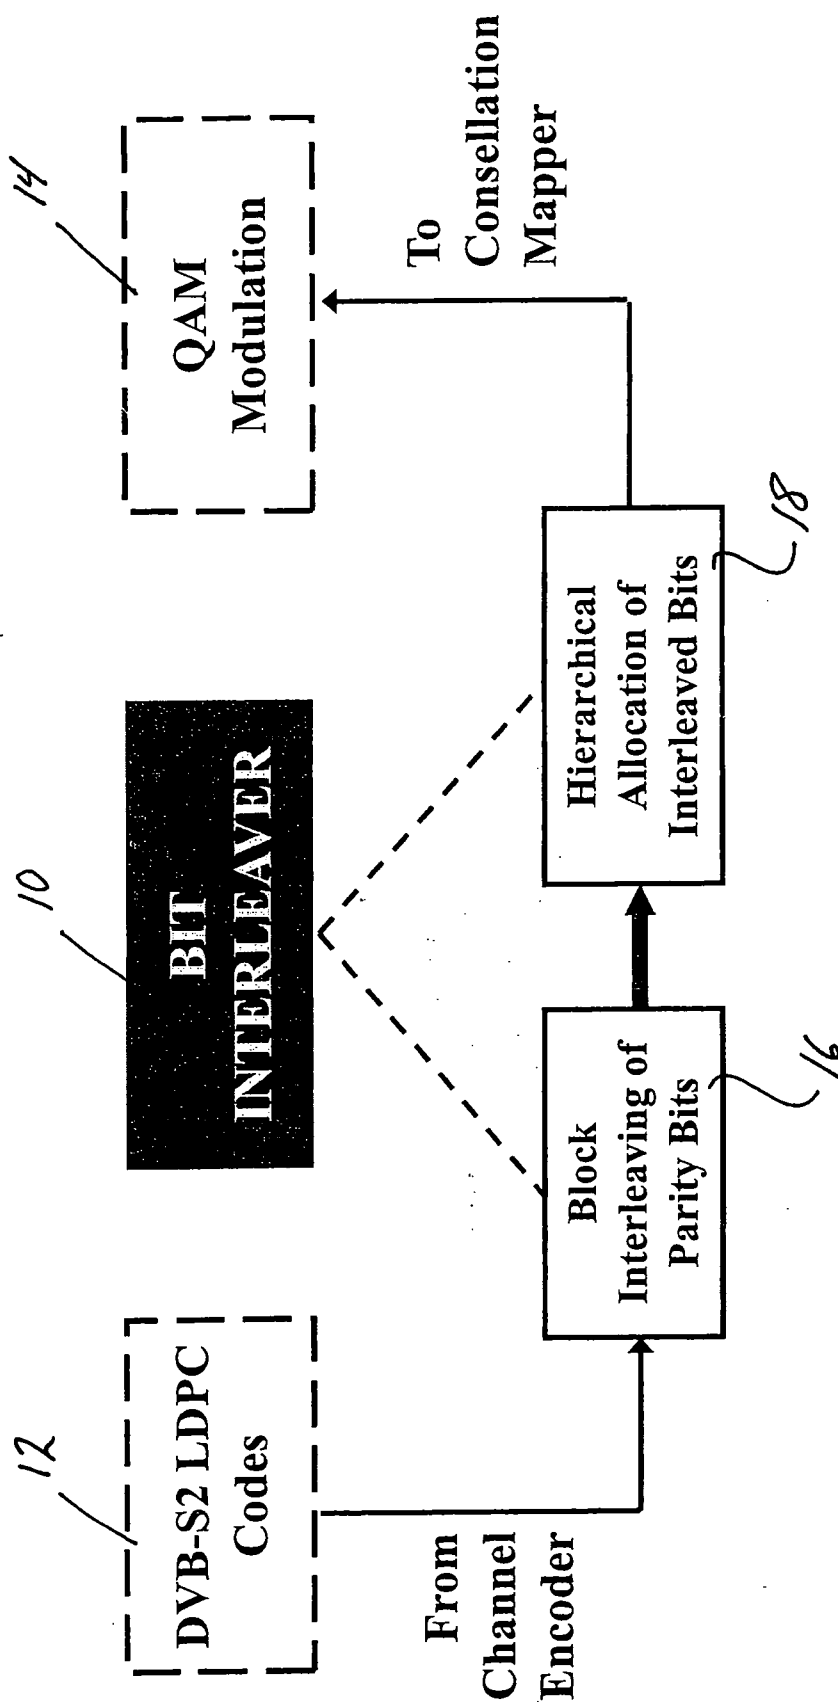 12
DVB-S2 LDPC
Codes
10
BIT
INTERLEAVER
14
QAM
Modulation
From
Channel
Encoder
Block
Interleaving of
Parity Bits
16
Hierarchical
Allocation of
Interleaved Bits
18
To
Consellation
Mapper